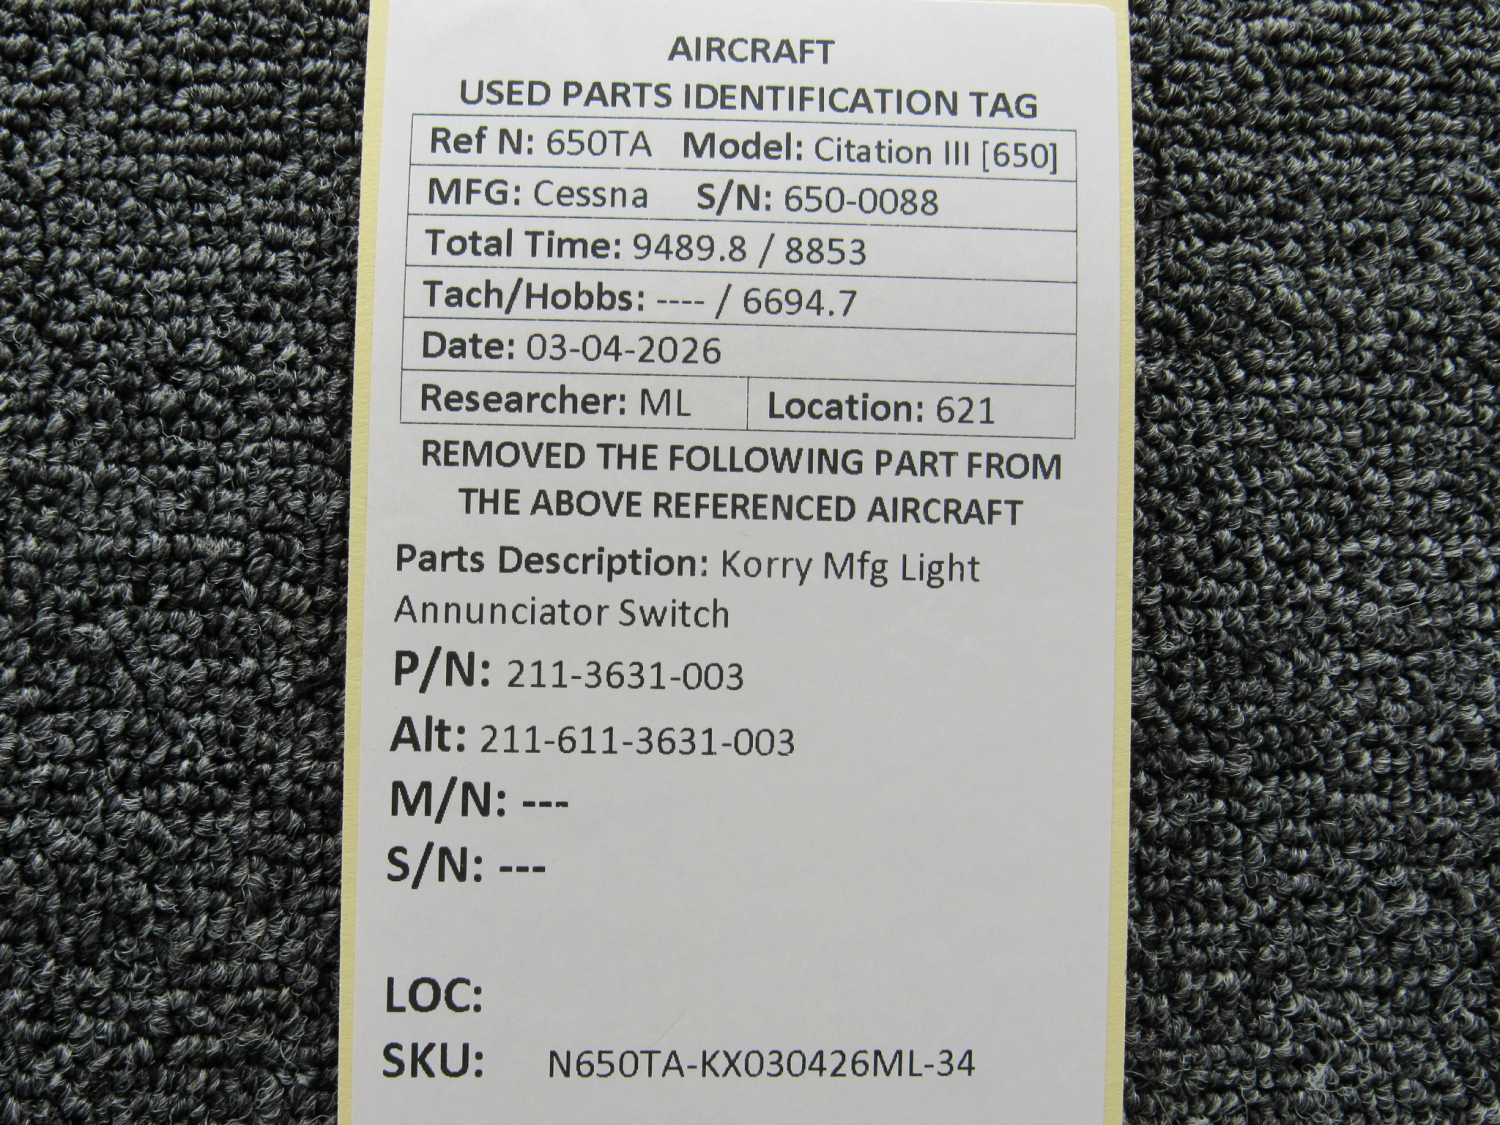 AIRCRAFT
USED PARTS IDENTIFICATION TAG
Ref N: 650TA Model: Citation III [650]
MFG: Cessna S/N: 650-0088
Total Time: 9489.8 / 8853
Tach/Hobbs: ---- / 6694.7
Date: 03-04-2026
Researcher: ML Location: 621
REMOVED THE FOLLOWING PART FROM
THE ABOVE REFERENCED AIRCRAFT
Parts Description: Korry Mfg Light
Annunciator Switch
P/N: 211-3631-003
Alt: 211-611-3631-003
M/N: ---
S/N: ---
LOC:
SKU: N650TA-KX030426ML-34